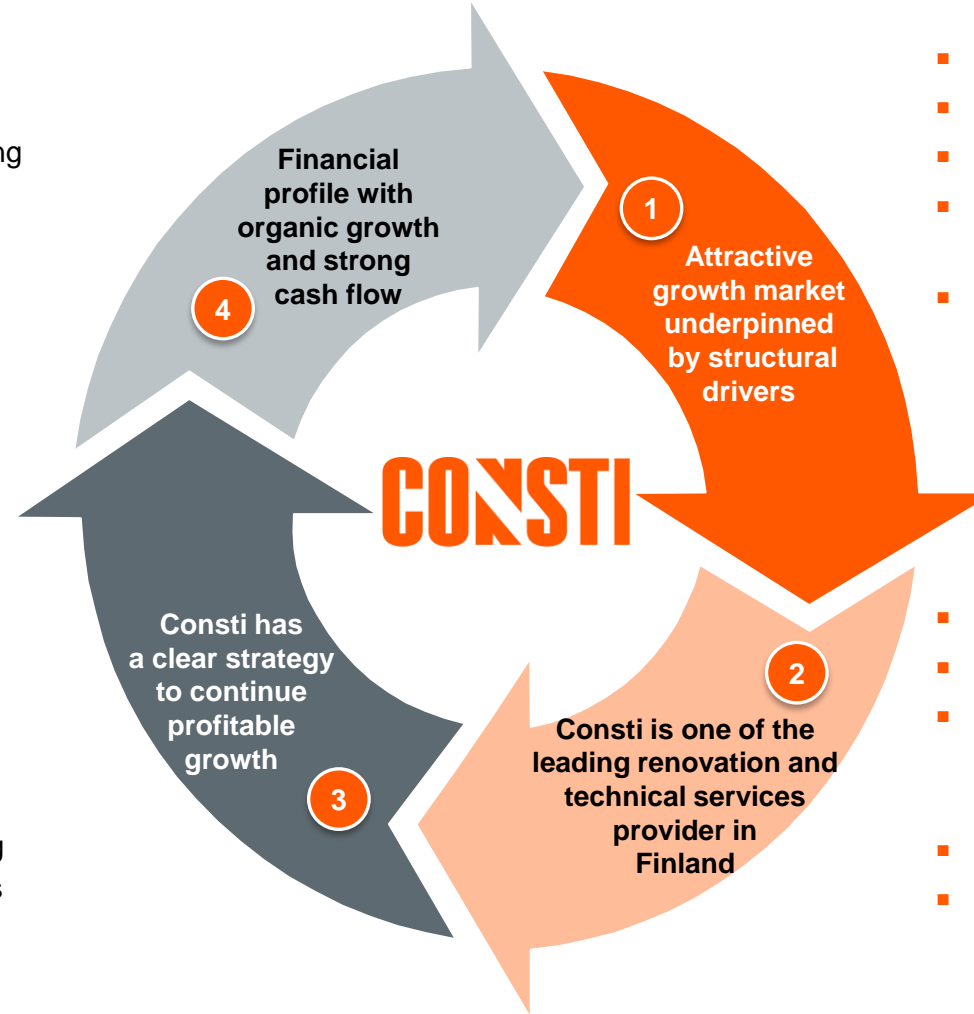 Financial
profile with
organic growth
and strong
cash flow
4
1
Attractive
growth market
underpinned
by structural
drivers
CONSTI
Consti has
a clear strategy
to continue
profitable
growth
3
2
Consti is one of the
leading renovation and
technical services
provider in
Finland